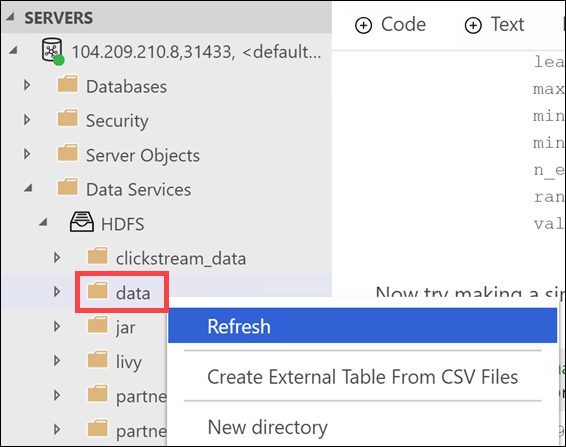 SERVERS
104.209.210.8,31433, <default...
Databases
Security
Server Objects
Data Services
HDFS
clickstream_data
data
jar
livy
partne
partne
Code
Text
lea
max
min
min
n_e
ran
val
Now try making a si
Refresh
Create External Table From CSV Files
New directory